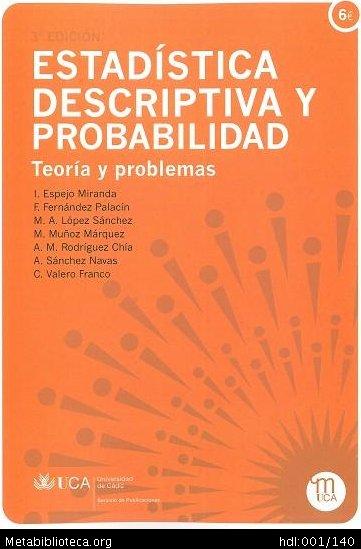 6€
3ª EDICIÓN
ESTADÍSTICA
DESCRIPTIVA Y
PROBABILIDAD
Teoría y problemas
I. Espejo Miranda
F. Fernández Palacín
M. A. López Sánchez
M. Muñoz Márquez
A. M. Rodríguez Chía
A. Sánchez Navas
C. Valero Franco
UCA
Universidad
de Cádiz
Servicio de Publicaciones
m
UCA
Metabiblioteca.org
hdl:001/140